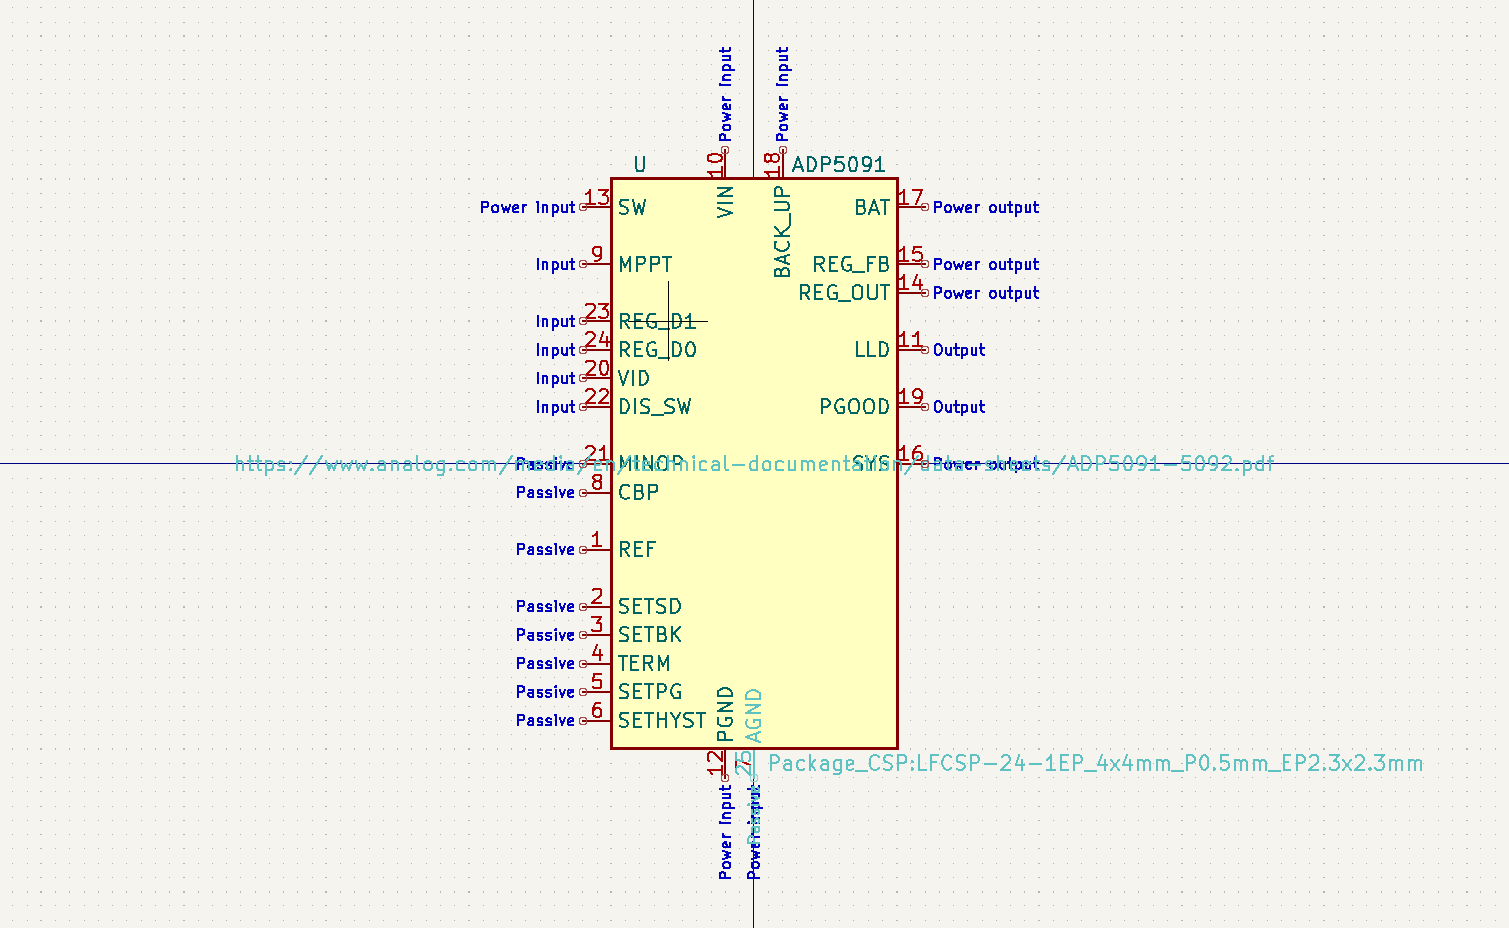 Power input
Power input
10
18
U
ADP5091
VIN
BACK_UP
Power input
13
SW
BAT
17
Power output
Input
9
MPPT
REG_FB
15
Power output
REG_OUT
14
Power output
Input
23
REG_D1
Input
24
REG_D0
LLD
11
Output
Input
20
VID
Input
22
DIS_SW
PGOOD
19
Output
Passive
21
MINOP
SYS
16
Power output
https://www.analog.com/media/en/technical-documentation/data-sheets/ADP5091-5092.pdf
Passive
8
CBP
Passive
1
REF
Passive
2
SETSD
Passive
3
SETBK
Passive
4
TERM
Passive
5
SETPG
Passive
6
SETHYST
PGND
AGND
12
7
25
Package_CSP:LFCSP-24-1EP_4x4mm_P0.5mm_EP2.3x2.3mm
Power input
Power input
Passive